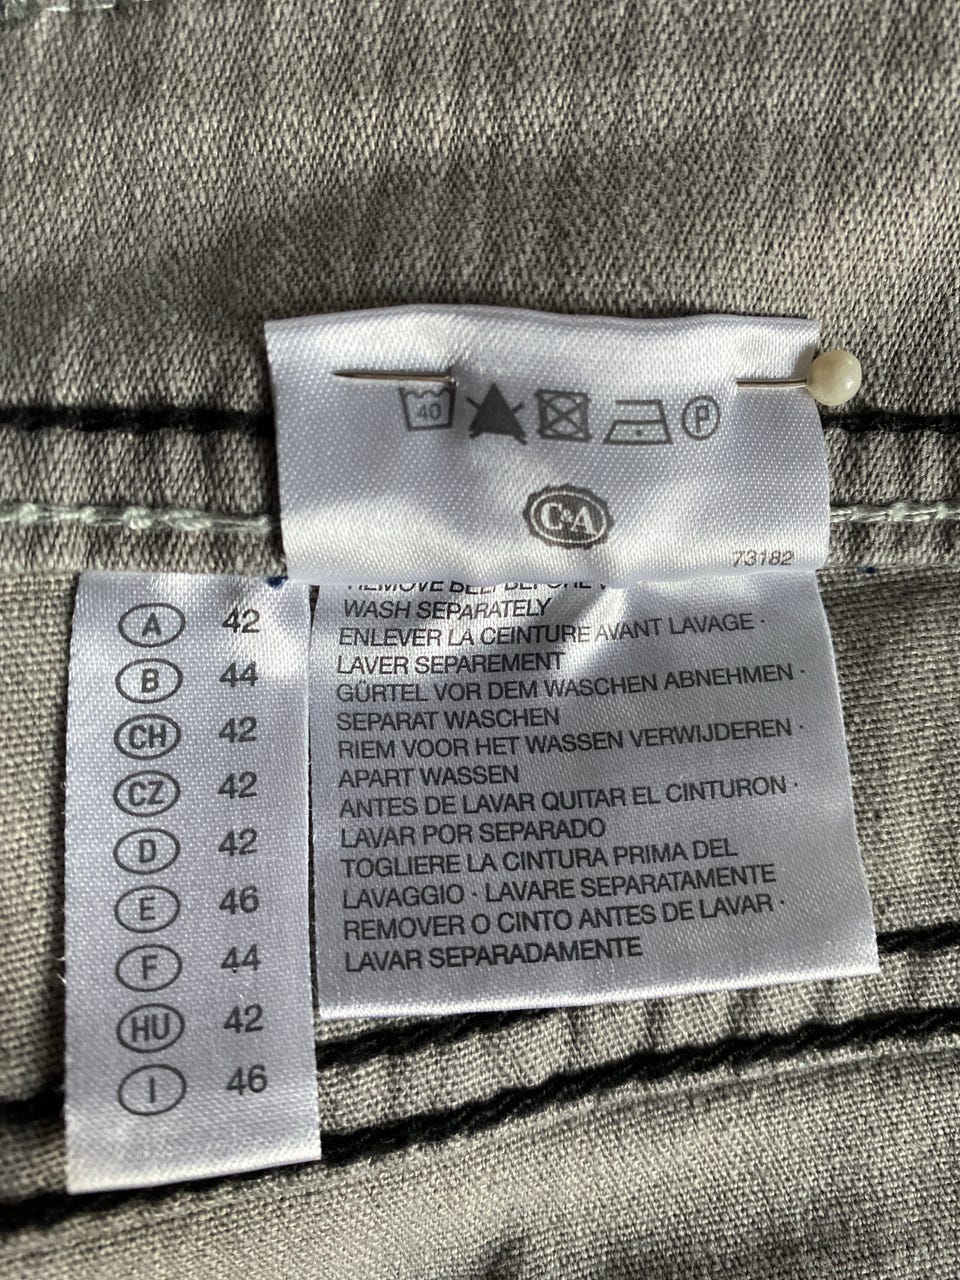 40
P
C&A
73182
REMOVE BELT BEFORE
WASH SEPARATELY
ENLEVER LA CEINTURE AVANT LAVAGE ·
LAVER SEPAREMENT
GÜRTEL VOR DEM WASCHEN ABNEHMEN ·
SEPARAT WASCHEN
RIEM VOOR HET WASSEN VERWIJDEREN ·
APART WASSEN
ANTES DE LAVAR QUITAR EL CINTURON ·
LAVAR POR SEPARADO
TOGLIERE LA CINTURA PRIMA DEL
LAVAGGIO · LAVARE SEPARATAMENTE
REMOVER O CINTO ANTES DE LAVAR ·
LAVAR SEPARADAMENTE
A 42
B 44
CH 42
CZ 42
D 42
E 46
F 44
HU 42
I 46